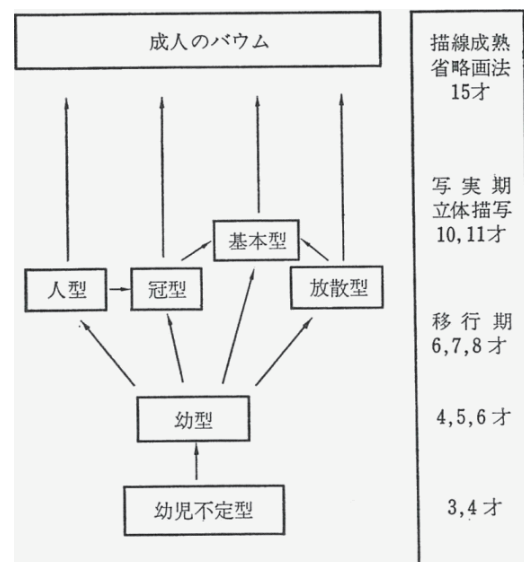 成人のバウム
描線成熟
省略画法
15才
写実期
立体描写
10,11才
基本型
人型
冠型
放散型
移行期
6,7,8才
幼型
4,5,6才
幼児不定型
3,4才